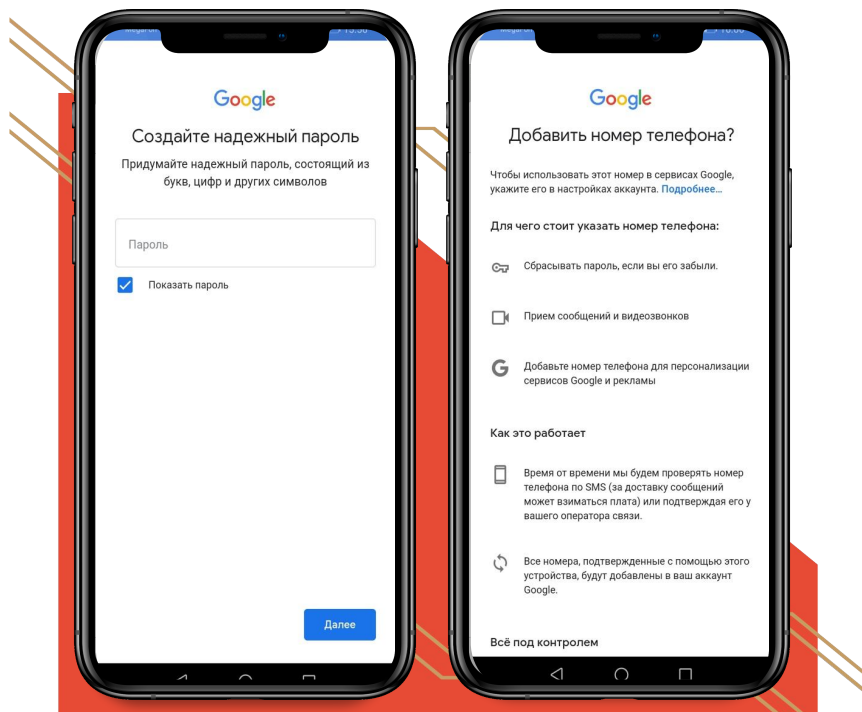 Google
Создайте надежный пароль
Придумайте надежный пароль, состоящий из
букв, цифр и других символов
Пароль
Показать пароль
Далее
Google
Добавить номер телефона?
Чтобы использовать этот номер в сервисах Google,
укажите его в настройках аккаунта. Подробнее...
Для чего стоит указать номер телефона:
Сбрасывать пароль, если вы его забыли.
Прием сообщений и видеозвонков
G Добавьте номер телефона для персонализации
сервисов Google и рекламы
Как это работает
Время от времени мы будем проверять номер
телефона по SMS (за доставку сообщений
может взиматься плата) или подтверждая его у
вашего оператора связи.
Все номера, подтвержденные с помощью этого
устройства, будут добавлены в ваш аккаунт
Google.
Всё под контролем